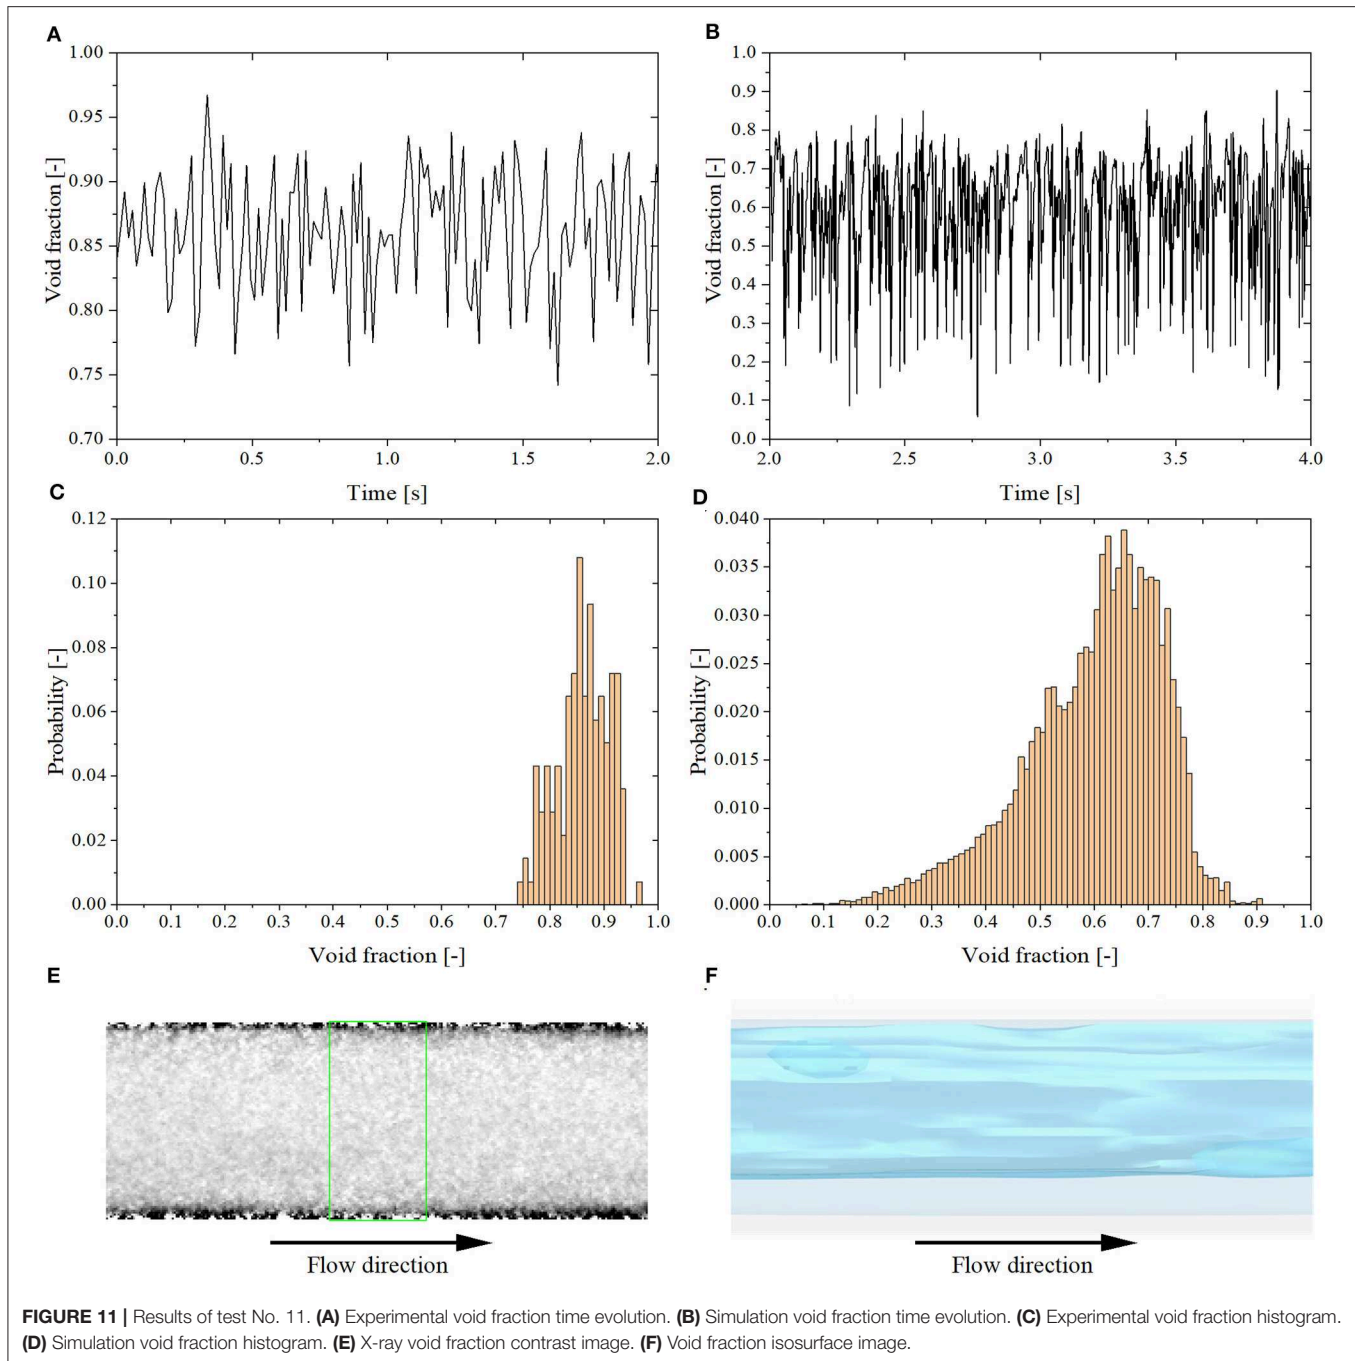 A
1.00
0.95
0.90
0.85
0.80
0.75
0.70
Void fraction [-]
0.0 0.5 1.0 1.5 2.0
Time [s]
B
1.0
0.9
0.8
0.7
0.6
0.5
0.4
0.3
0.2
0.1
0.0
Void fraction [-]
2.0 2.5 3.0 3.5 4.0
Time [s]
C
0.12
0.10
0.08
0.06
0.04
0.02
0.00
Probability [-]
0.0 0.1 0.2 0.3 0.4 0.5 0.6 0.7 0.8 0.9 1.0
Void fraction [-]
D
0.040
0.035
0.030
0.025
0.020
0.015
0.010
0.005
0.000
Probability [-]
0.0 0.1 0.2 0.3 0.4 0.5 0.6 0.7 0.8 0.9 1.0
Void fraction [-]
E
Flow direction
F
Flow direction
FIGURE 11 | Results of test No. 11. (A) Experimental void fraction time evolution. (B) Simulation void fraction time evolution. (C) Experimental void fraction histogram.
(D) Simulation void fraction histogram. (E) X-ray void fraction contrast image. (F) Void fraction isosurface image.